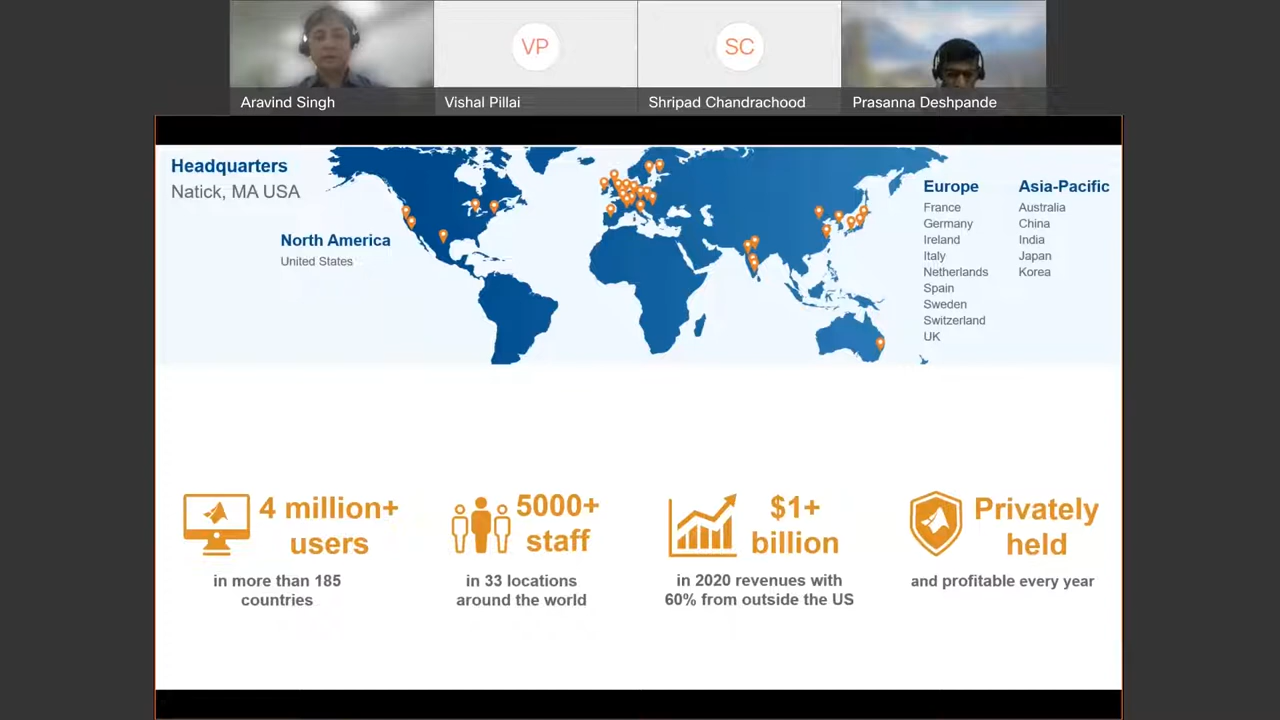 VP
SC
Aravind Singh
Vishal Pillai
Shripad Chandrachood
Prasanna Deshpande
Headquarters
Natick, MA USA
North America
United States
Europe
France
Germany
Ireland
Italy
Netherlands
Spain
Sweden
Switzerland
UK
Asia-Pacific
Australia
China
India
Japan
Korea
4 million+
users
in more than 185
countries
5000+
staff
in 33 locations
around the world
$1+
billion
in 2020 revenues with
60% from outside the US
Privately
held
and profitable every year